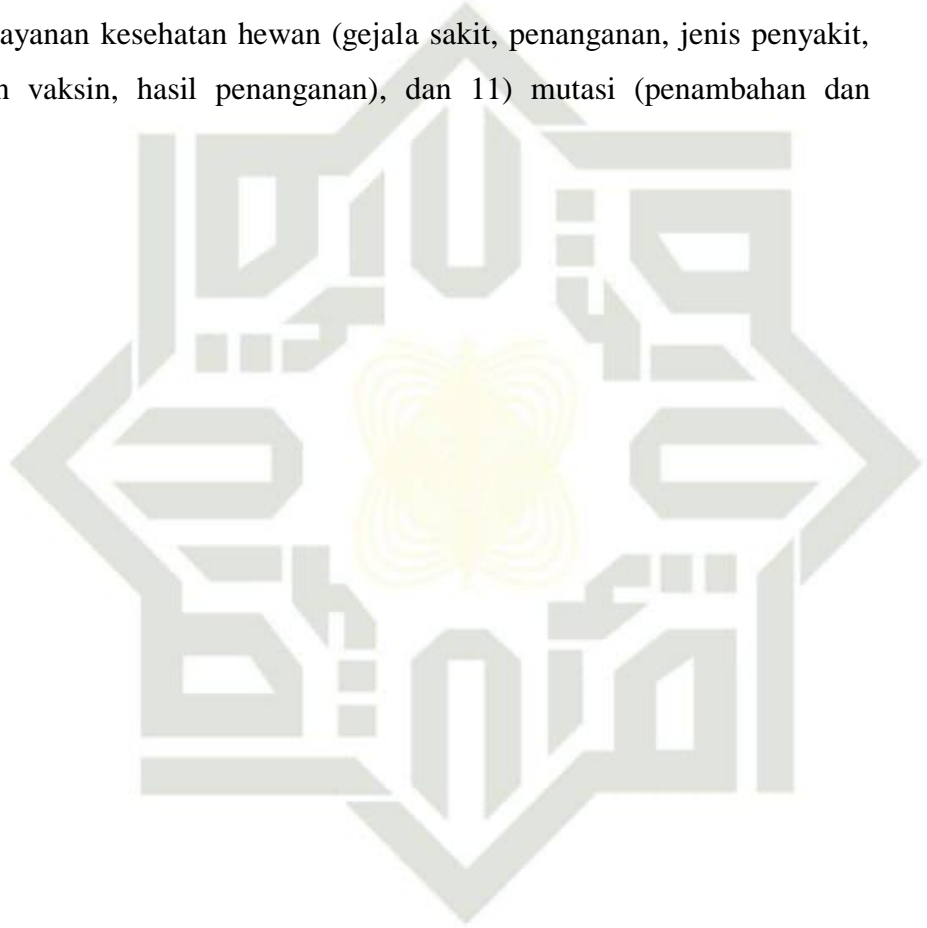 ayanan kesehatan hewan (gejala sakit, penanganan, jenis penyakit,
n vaksin, hasil penanganan), dan 11) mutasi (penambahan dan